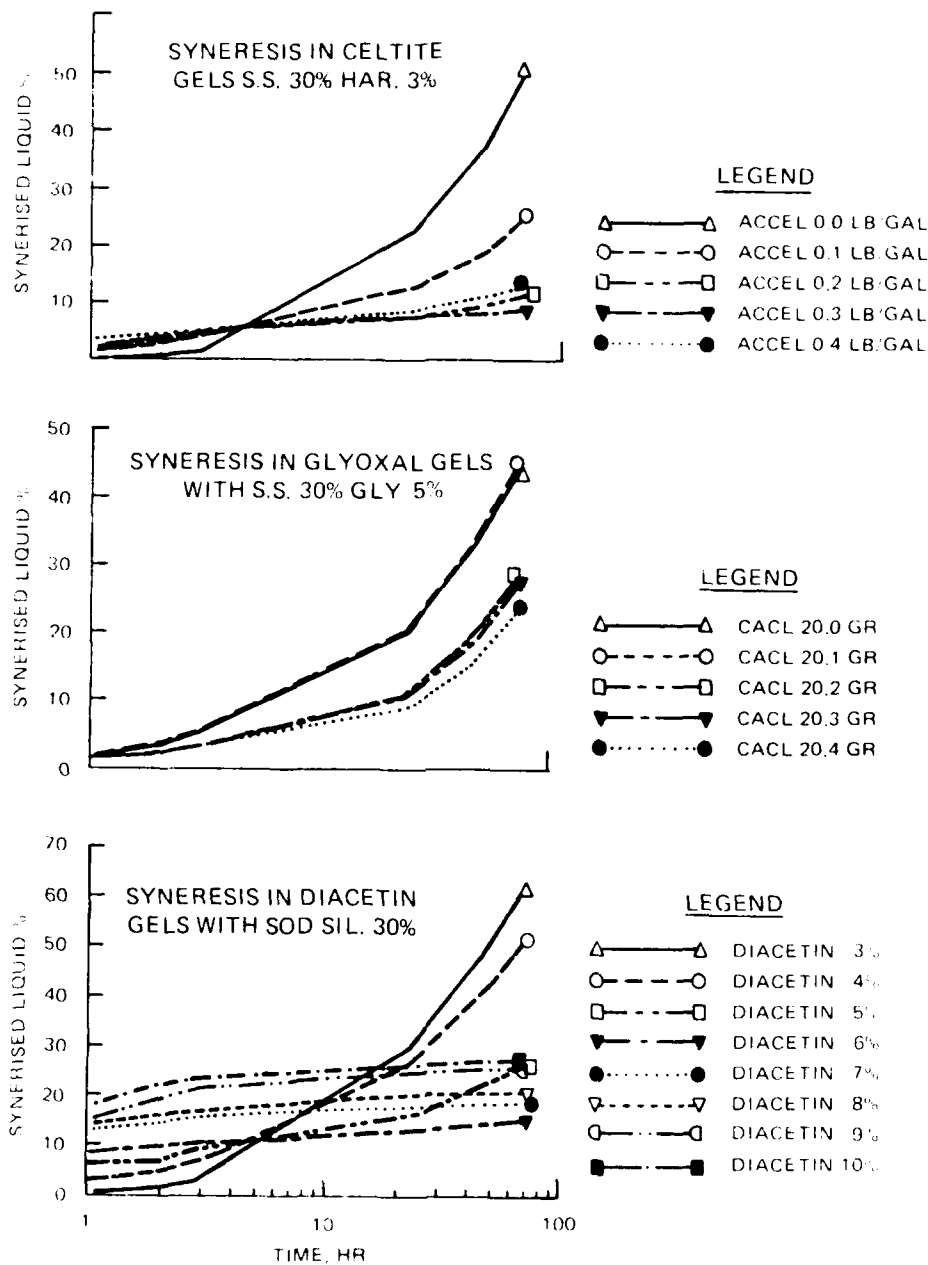 SYNERESIS IN CELTITE
GELS S.S. 30% HAR. 3%
SYNERISED LIQUID %
50
40
30
20
10
LEGEND
ACCEL 0.0 LB/GAL
ACCEL 0.1 LB/GAL
ACCEL 0.2 LB/GAL
ACCEL 0.3 LB/GAL
ACCEL 0.4 LB/GAL
SYNERESIS IN GLYOXAL GELS
WITH S.S. 30% GLY 5%
SYNERISED LIQUID %
50
40
30
20
10
0
LEGEND
CACL 20.0 GR
CACL 20.1 GR
CACL 20.2 GR
CACL 20.3 GR
CACL 20.4 GR
SYNERESIS IN DIACETIN
GELS WITH SOD SIL. 30%
SYNERISED LIQUID %
70
60
50
40
30
20
10
0
1
10
100
TIME, HR
LEGEND
DIACETIN 3%
DIACETIN 4%
DIACETIN 5%
DIACETIN 6%
DIACETIN 7%
DIACETIN 8%
DIACETIN 9%
DIACETIN 10%